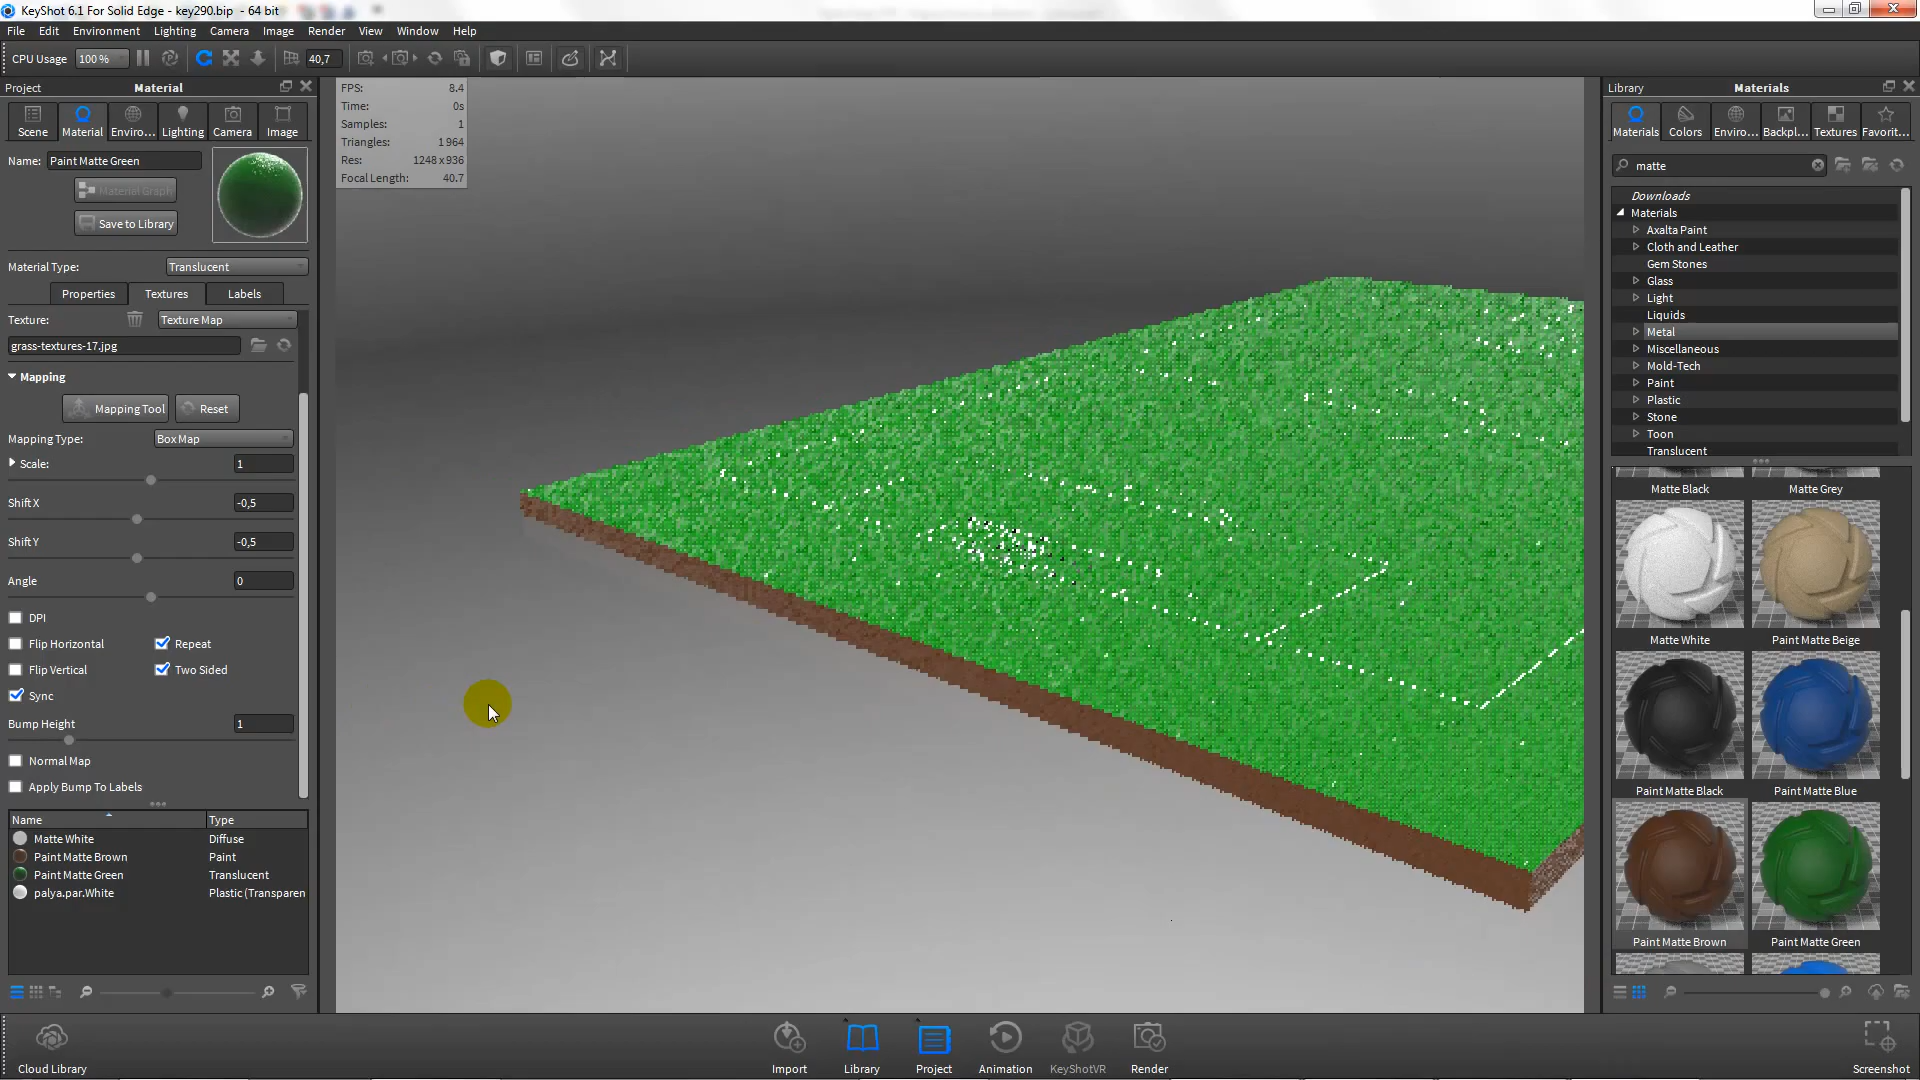 KeyShot 6.1 For Solid Edge - key290.bip - 64 bit
File Edit Environment Lighting Camera Image Render View Window Help
CPU Usage 100 % 40,7
Project Material
Scene Material Enviro... Lighting Camera Image
Name: Paint Matte Green
Material Graph
Save to Library
Material Type: Translucent
Properties Textures Labels
Texture: Texture Map
grass-textures-17.jpg
Mapping
Mapping Tool Reset
Mapping Type: Box Map
Scale: 1
Shift X -0,5
Shift Y -0,5
Angle 0
DPI
Flip Horizontal Repeat
Flip Vertical Two Sided
Sync
Bump Height 1
Normal Map
Apply Bump To Labels
Name Type
Matte White Diffuse
Paint Matte Brown Paint
Paint Matte Green Translucent
palya.par.White Plastic (Transparen
FPS: 8.4
Time: 0s
Samples: 1
Triangles: 1 964
Res: 1248 x 936
Focal Length: 40.7
Library Materials
Materials Colors Enviro... Backpl... Textures Favorit...
matte
Downloads
Materials
Axalta Paint
Cloth and Leather
Gem Stones
Glass
Light
Liquids
Metal
Miscellaneous
Mold-Tech
Paint
Plastic
Stone
Toon
Translucent
Matte Black Matte Grey
Matte White Paint Matte Beige
Paint Matte Black Paint Matte Blue
Paint Matte Brown Paint Matte Green
Cloud Library Import Library Project Animation KeyShotVR Render Screenshot